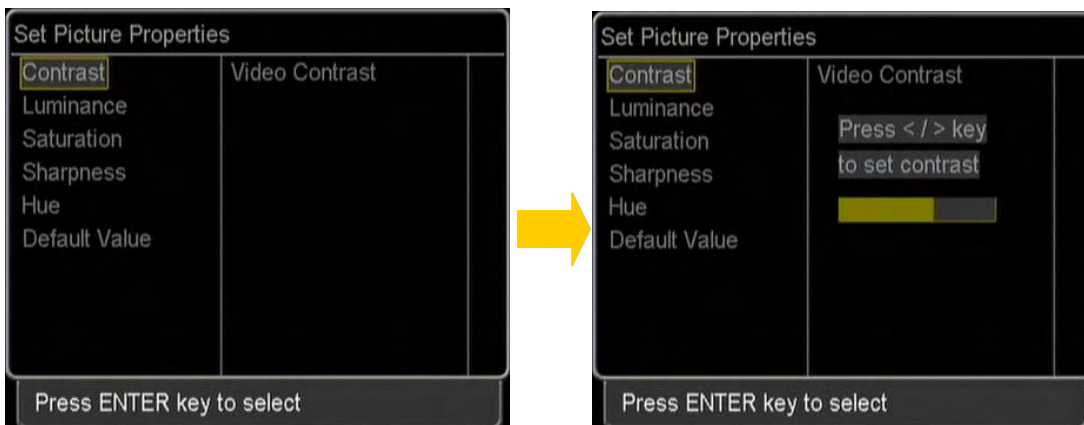 Set Picture Properties
Contrast
Video Contrast
Luminance
Saturation
Sharpness
Hue
Default Value
Press ENTER key to select
Set Picture Properties
Contrast
Video Contrast
Luminance
Press < / > key
Saturation
to set contrast
Sharpness
Hue
Default Value
Press ENTER key to select